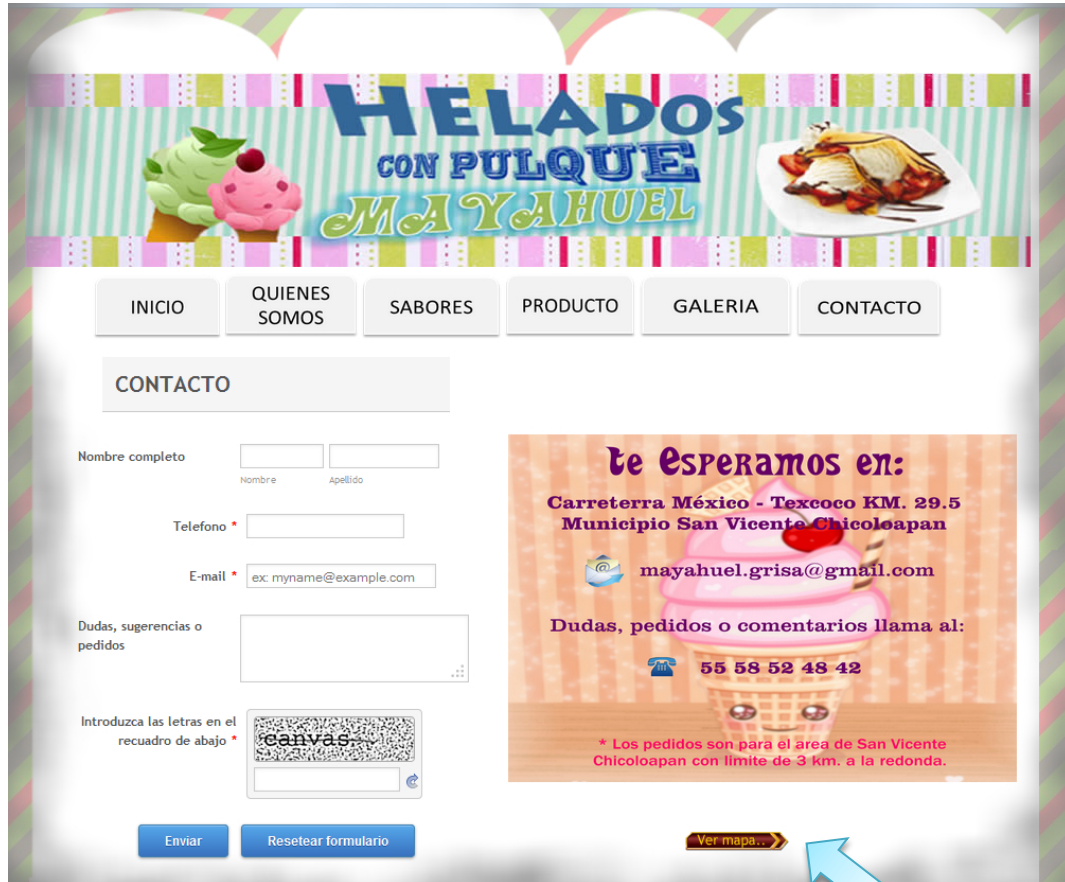 HELADOS
CON PULQUE
MAYAHUEL
INICIO
QUIENES
SOMOS
SABORES
PRODUCTO
GALERIA
CONTACTO
CONTACTO
Nombre completo
Nombre
Apellido
Telefono *
E-mail *
ex: myname@example.com
Dudas, sugerencias o
pedidos
Introduzca las letras en el
recuadro de abajo *
canvas
Enviar
Resetear formulario
te esperamos en:
Carreterra México - Texcoco KM. 29.5
Municipio San Vicente Chicoloapan
mayahuel.grisa@gmail.com
Dudas, pedidos o comentarios llama al:
55 58 52 48 42
* Los pedidos son para el area de San Vicente
Chicoloapan con limite de 3 km. a la redonda.
Ver mapa..